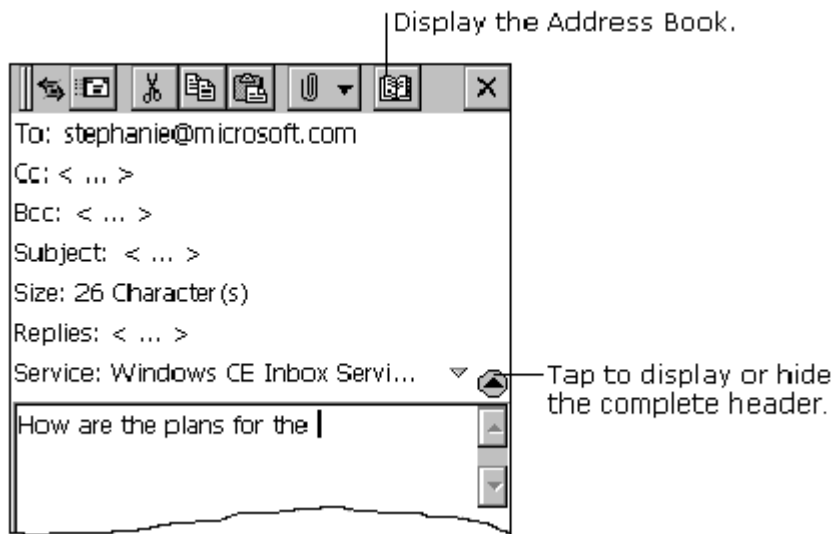 Display the Address Book.
To: stephanie@microsoft.com
Cc: < ... >
Bcc: < ... >
Subject: < ... >
Size: 26 Character(s)
Replies: < ... >
Service: Windows CE Inbox Servi...
Tap to display or hide
the complete header.
How are the plans for the